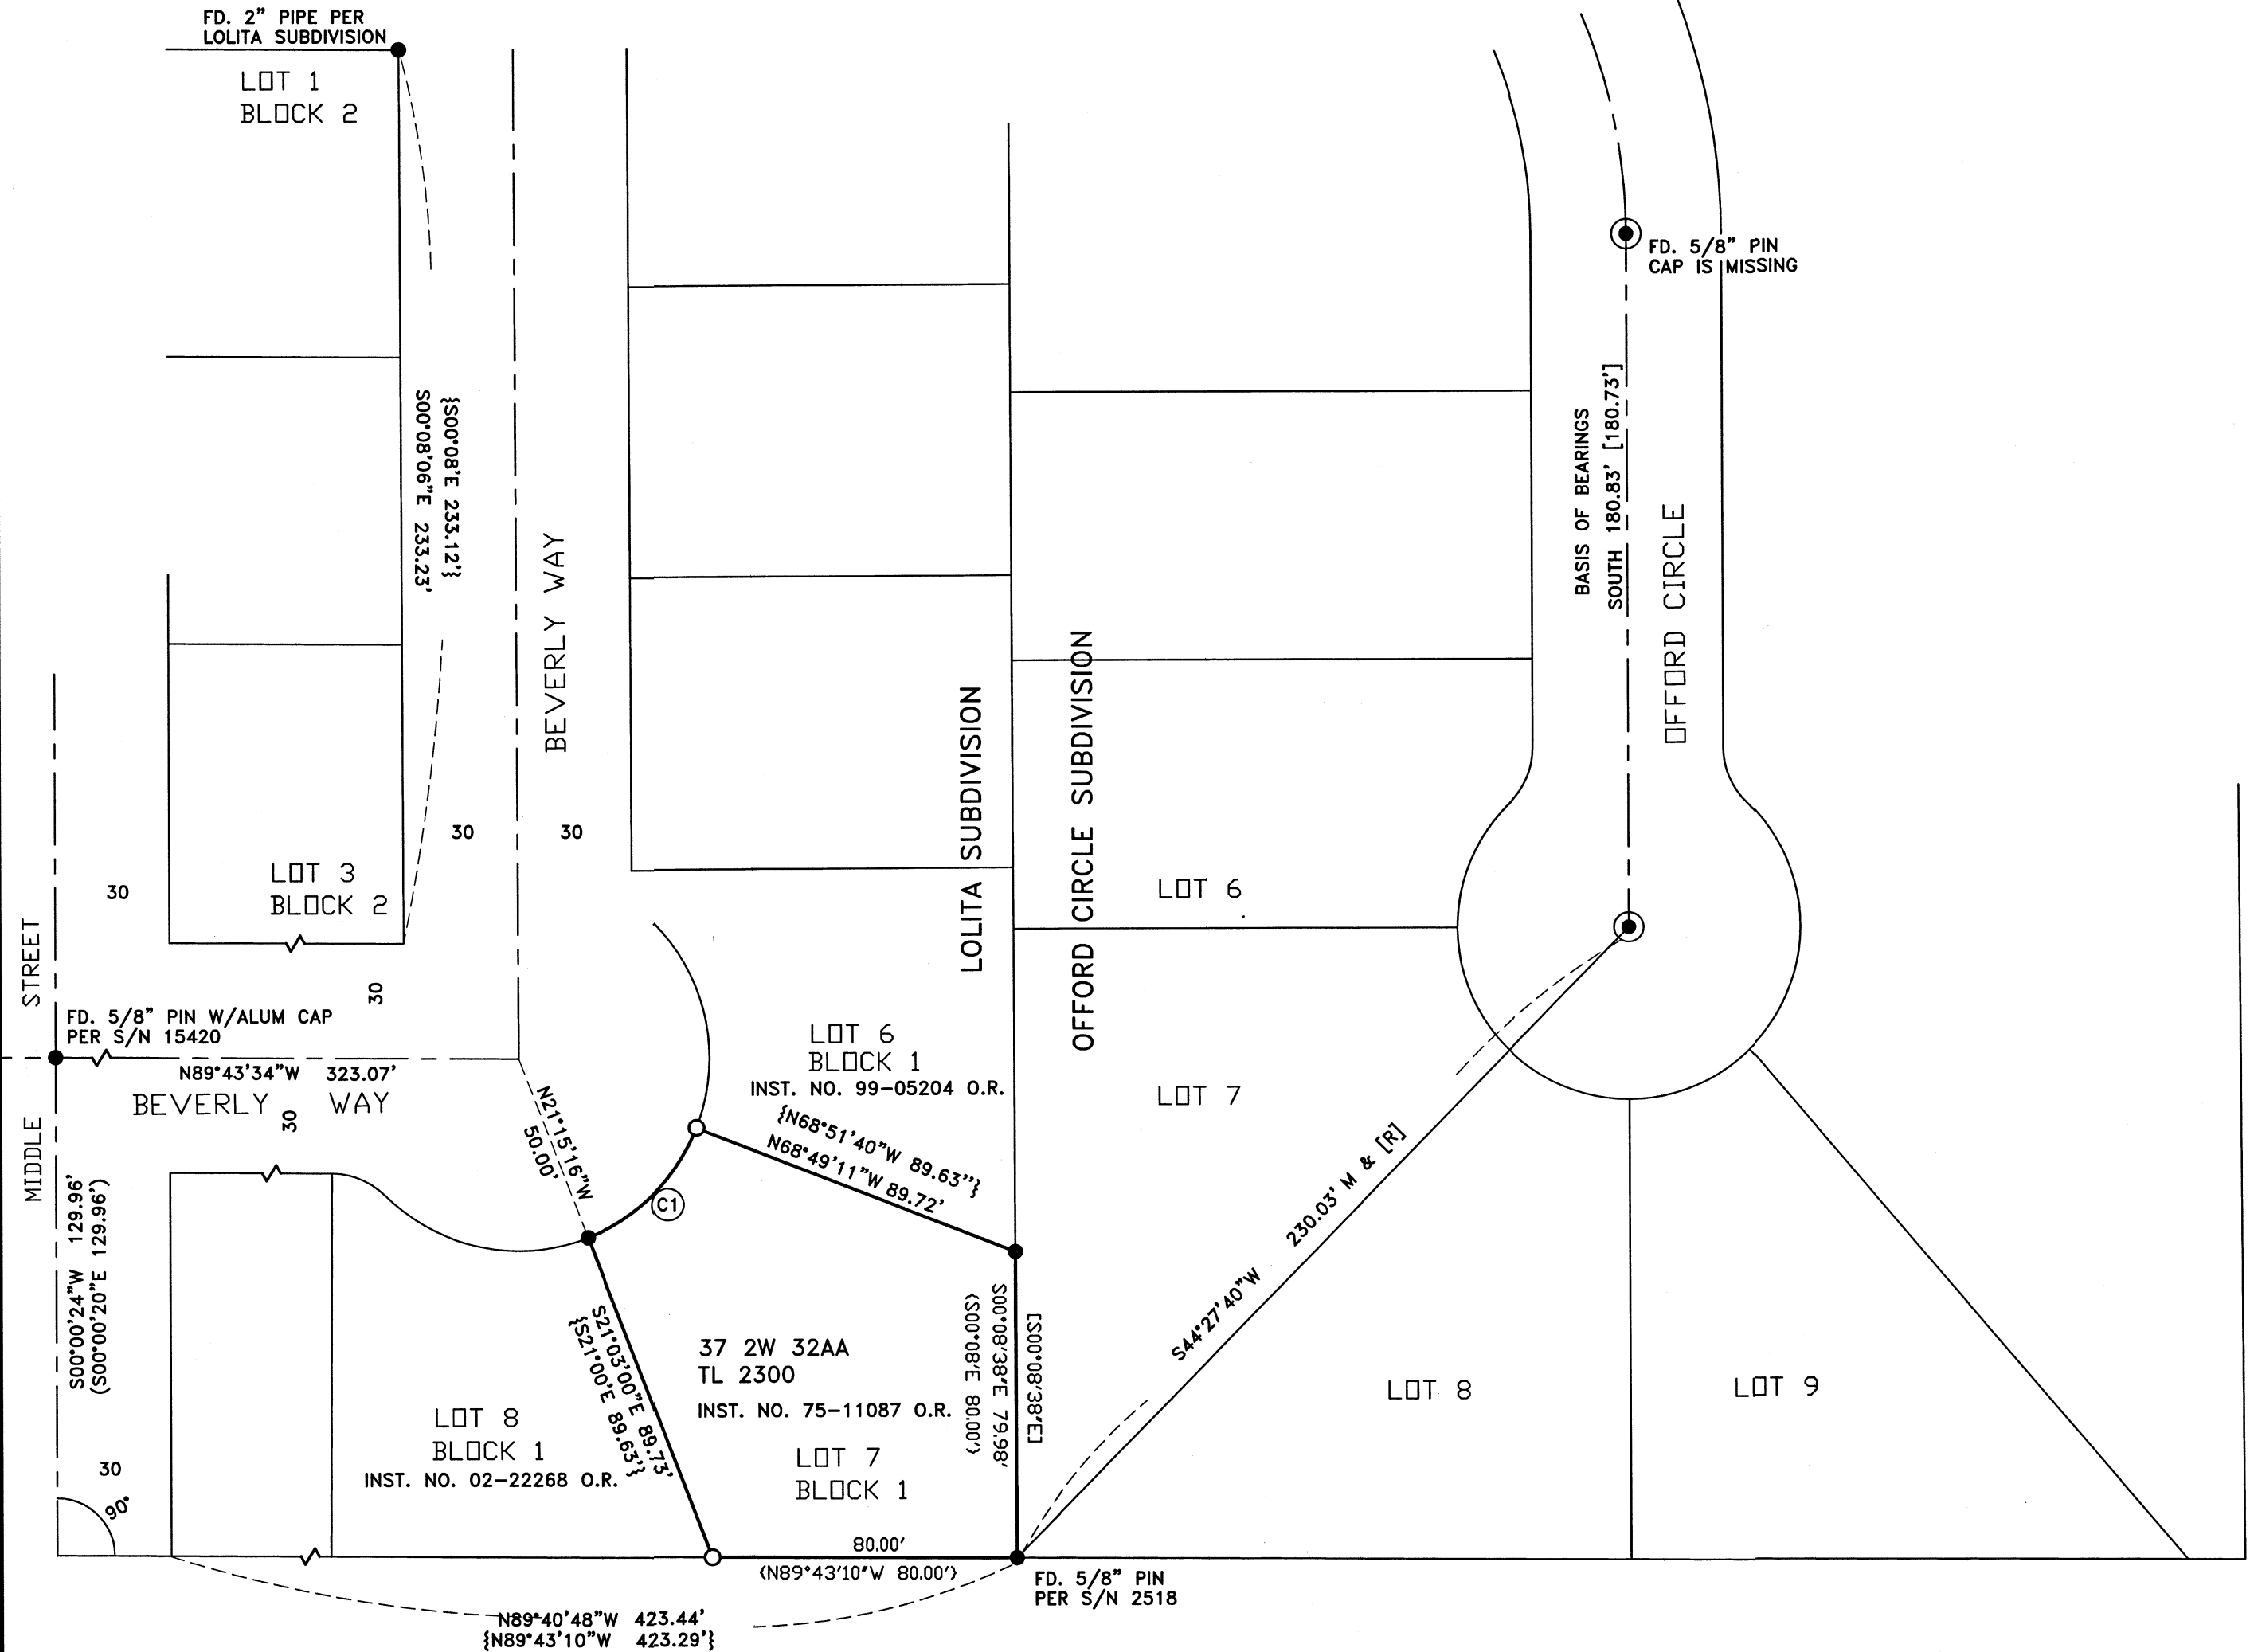 FD. 2" PIPE PER
LOLITA SUBDIVISION
LOT 1
BLOCK 2
FD. 5/8" PIN
CAP IS MISSING
{S00°08'E 233.12'}
S00°08'06"E 233.23'
BEVERLY WAY
BASIS OF BEARINGS
SOUTH 180.83' [180.73']
OFFORD CIRCLE
LOLITA SUBDIVISION
OFFORD CIRCLE SUBDIVISION
30
30
30
LOT 3
BLOCK 2
LOT 6
MIDDLE STREET
30
FD. 5/8" PIN W/ALUM CAP
PER S/N 15420
N89°43'34"W 323.07'
BEVERLY WAY
30
LOT 6
BLOCK 1
INST. NO. 99-05204 O.R.
LOT 7
N21°15'16"W
50.00'
{N68°51'40"W 89.63''}
N68°49'11"W 89.72'
C1
230.03' M & [R]
S44°27'40"W
S00°00'24"W 129.96'
(S00°00'20"E 129.96')
S21°03'00"E 89.73'
{S21°00'E 89.63'}
37 2W 32AA
TL 2300
INST. NO. 75-11087 O.R.
LOT 7
BLOCK 1
[S00°08'38"E]
S00°08'38"E 79.98'
{S00°08'E 80.00'}
LOT 8
LOT 9
LOT 8
BLOCK 1
INST. NO. 02-22268 O.R.
30
90°
80.00'
{N89°43'10"W 80.00'}
FD. 5/8" PIN
PER S/N 2518
N89°40'48"W 423.44'
{N89°43'10"W 423.29'}